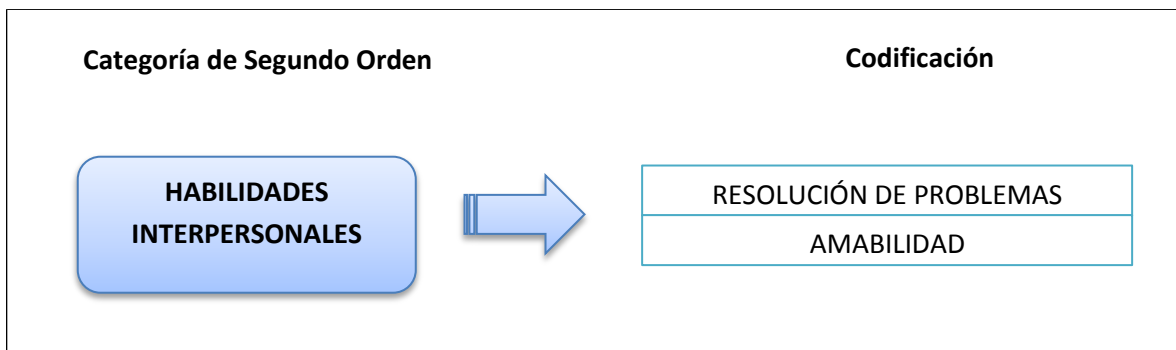 Categoría de Segundo Orden
Codificación
HABILIDADES
INTERPERSONALES
RESOLUCIÓN DE PROBLEMAS
AMABILIDAD